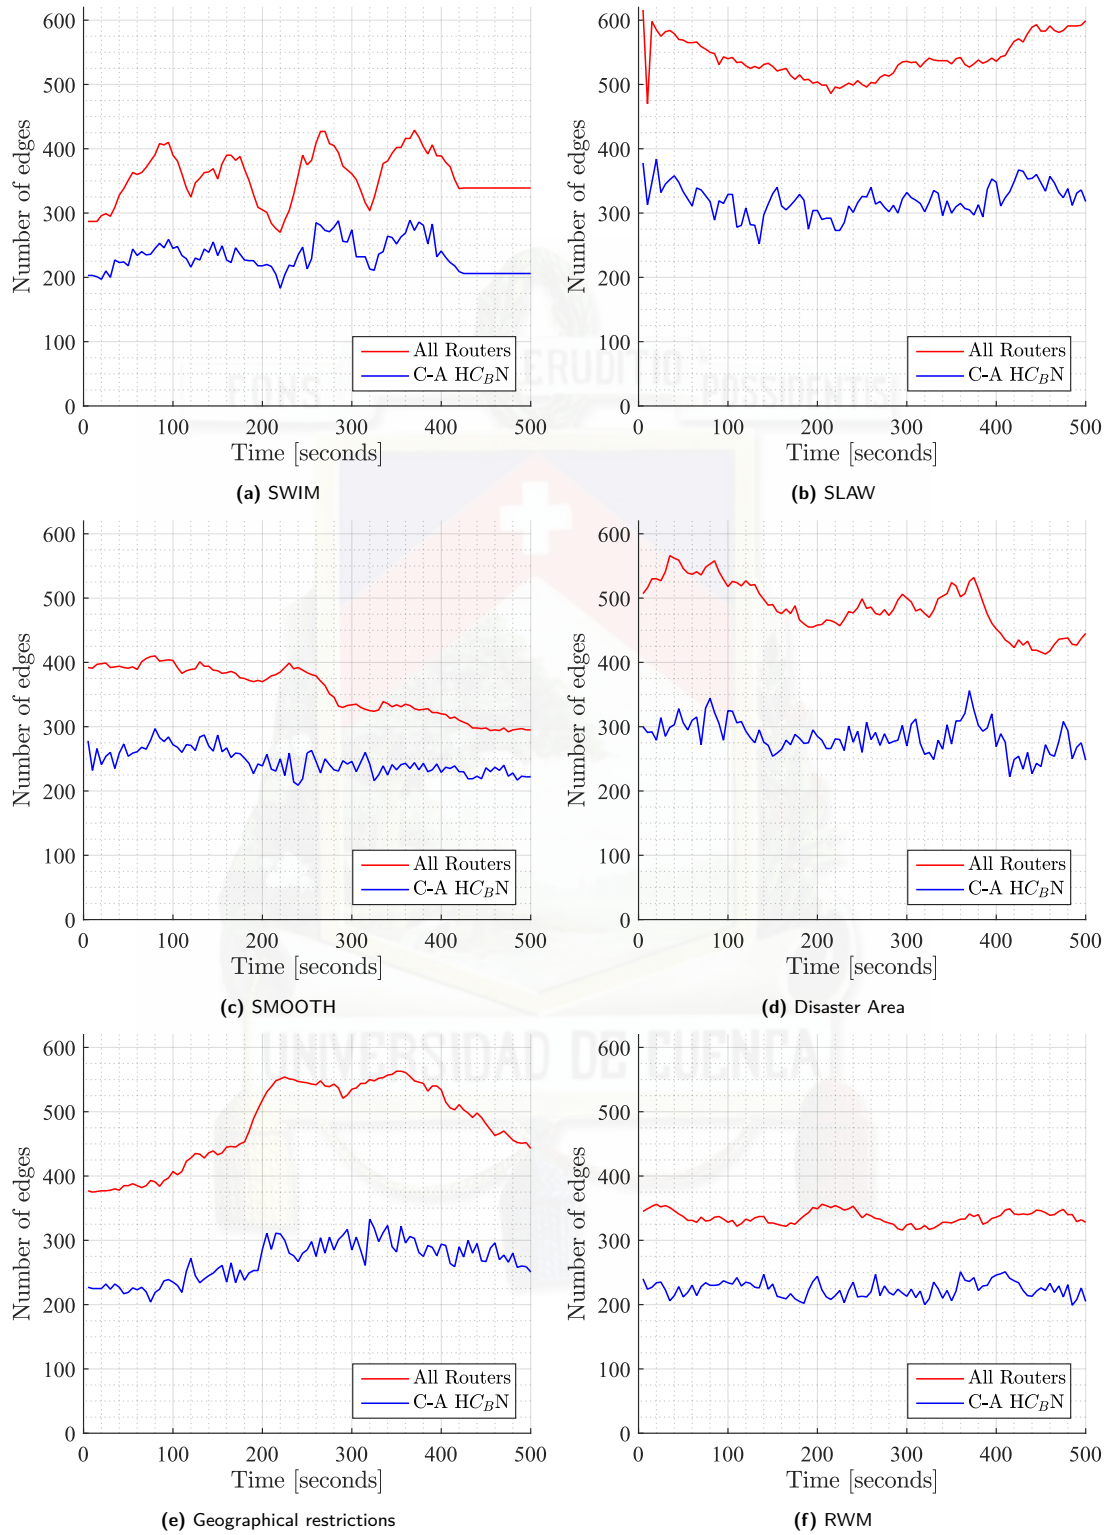 600
500
400
300
200
100
0
Number of edges
All Routers
C-A HC_BN
0 100 200 300 400 500
Time [seconds]
(a) SWIM
600
500
400
300
200
100
0
Number of edges
All Routers
C-A HC_BN
0 100 200 300 400 500
Time [seconds]
(b) SLAW
600
500
400
300
200
100
0
Number of edges
All Routers
C-A HC_BN
0 100 200 300 400 500
Time [seconds]
(c) SMOOTH
600
500
400
300
200
100
0
Number of edges
All Routers
C-A HC_BN
0 100 200 300 400 500
Time [seconds]
(d) Disaster Area
600
500
400
300
200
100
0
Number of edges
All Routers
C-A HC_BN
0 100 200 300 400 500
Time [seconds]
(e) Geographical restrictions
600
500
400
300
200
100
0
Number of edges
All Routers
C-A HC_BN
0 100 200 300 400 500
Time [seconds]
(f) RWM
FONS ERUDITIO POSSIDENTIS
UNIVERSIDAD DE CUENCA